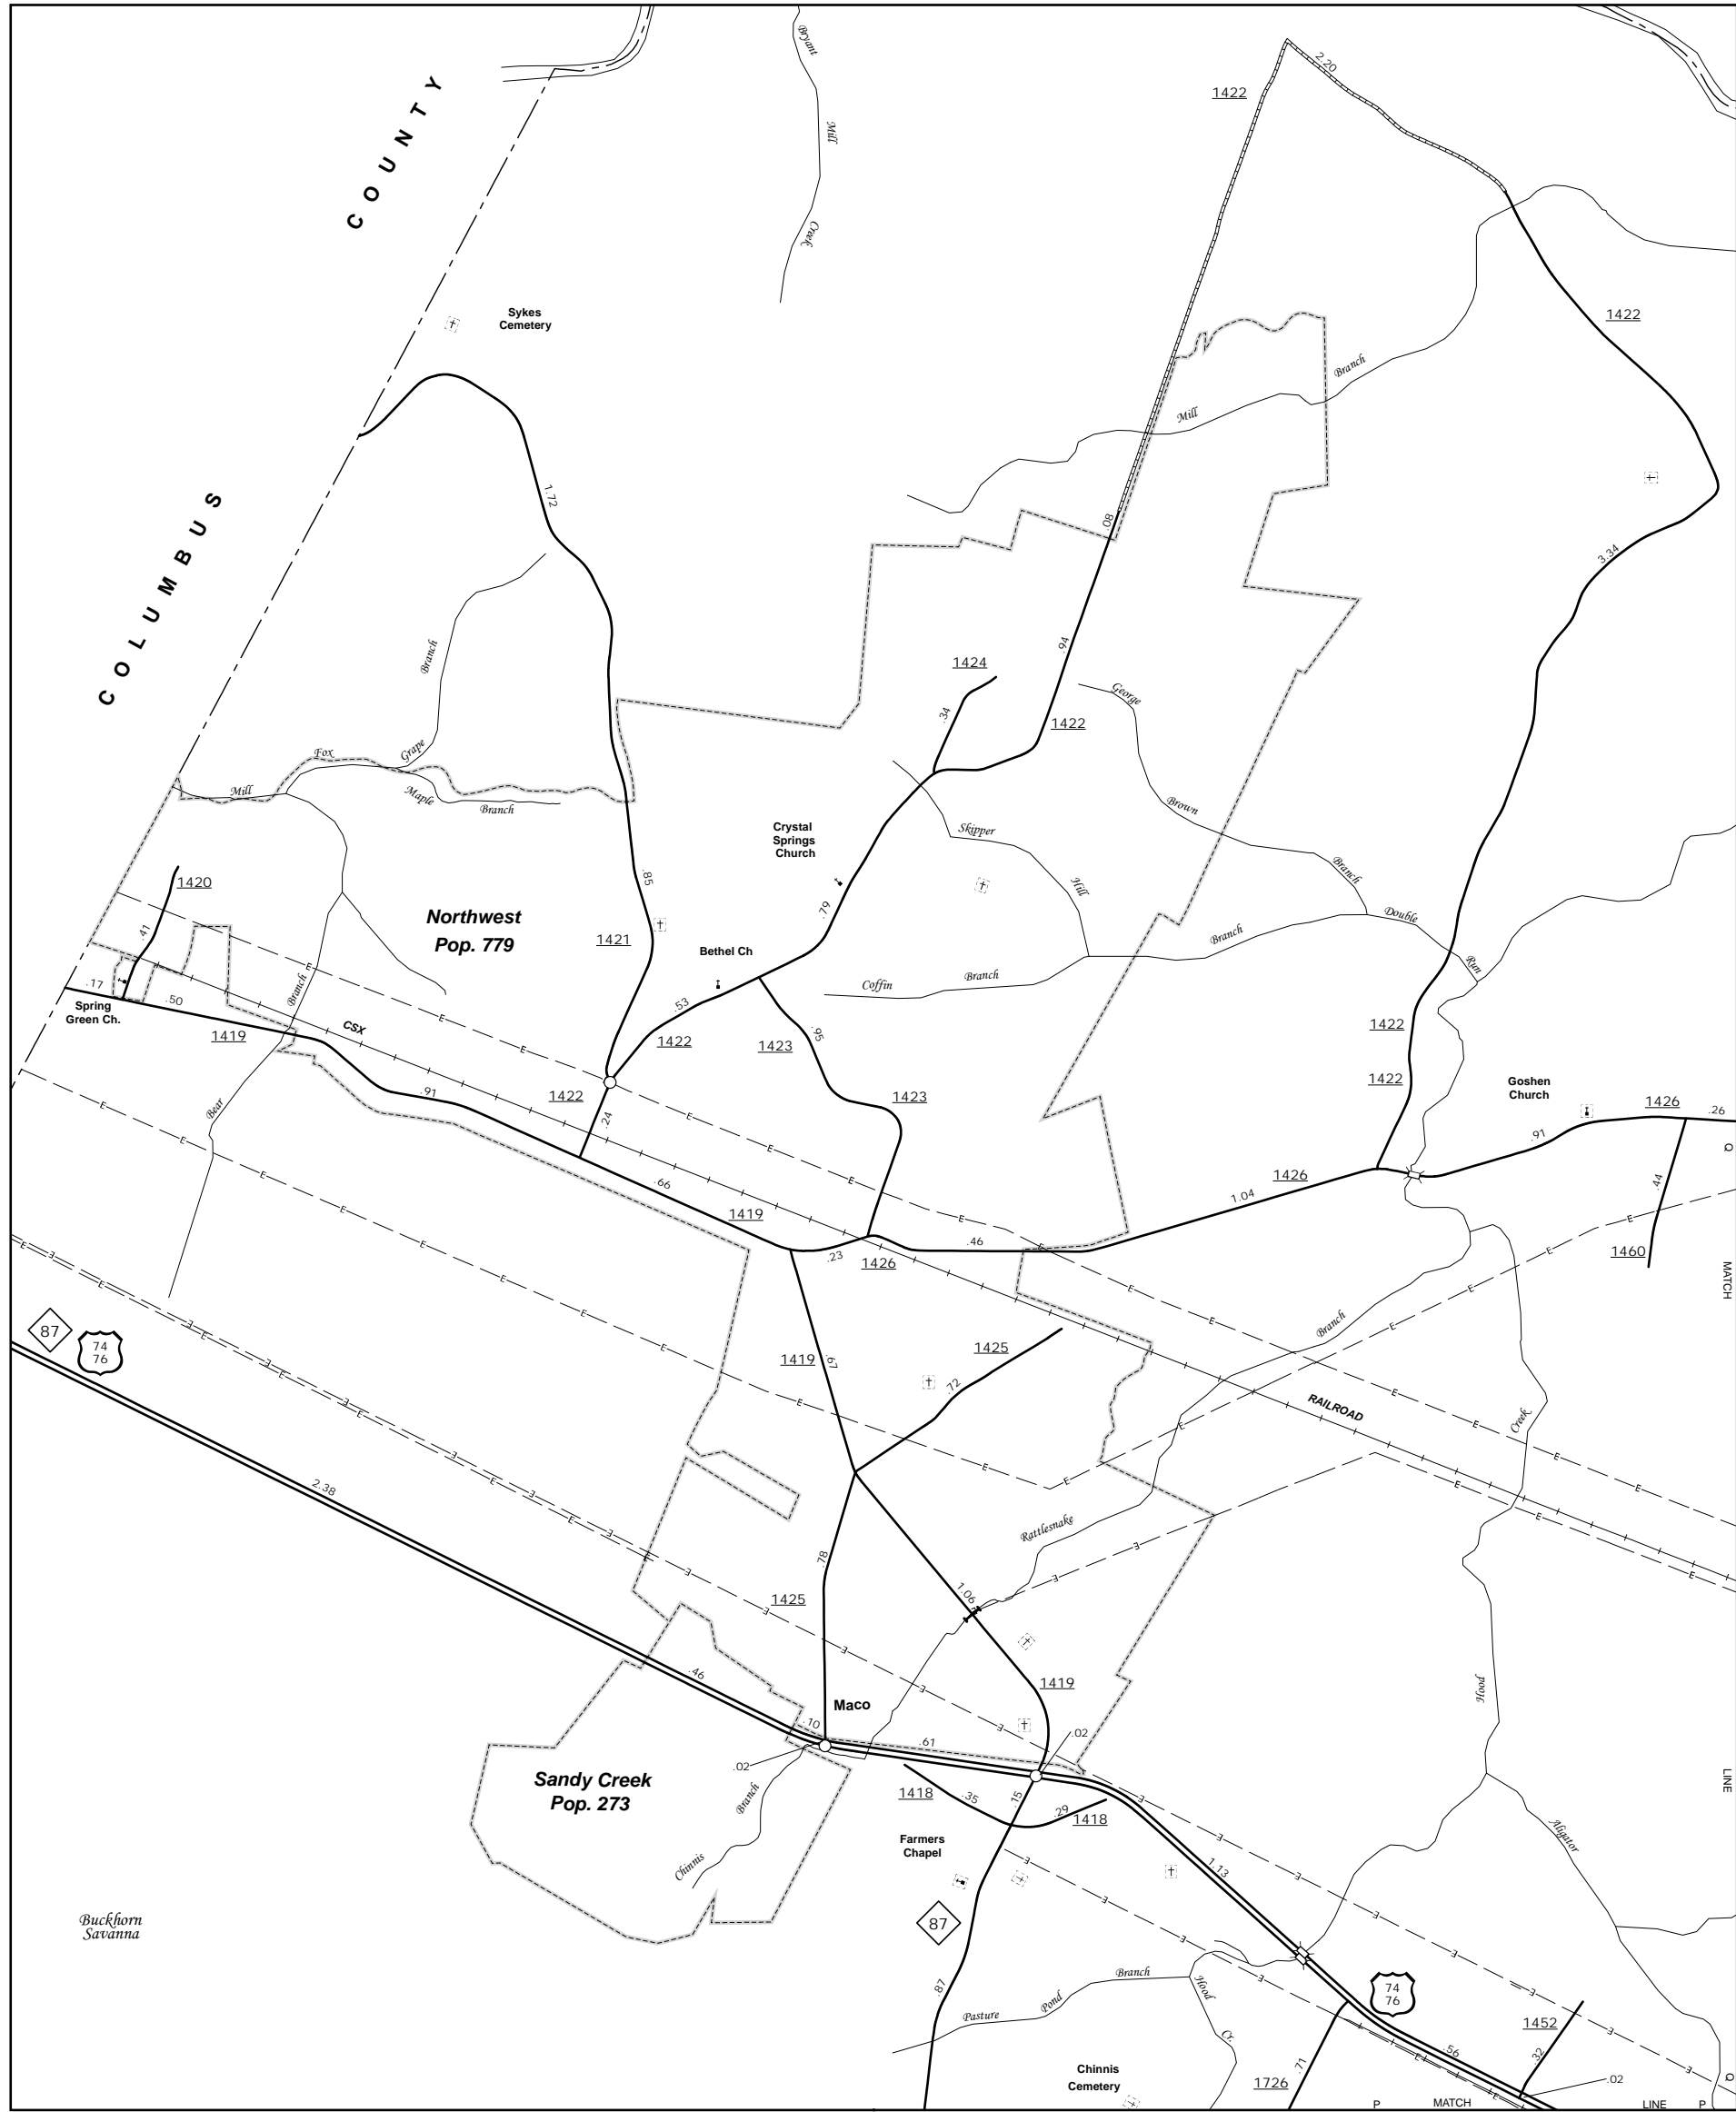 Bryant
Mill
Creek
COUNTY
COLUMBUS
2.20
1422
1422
Sykes
Cemetery
Branch
Mill
1.72
.08
3.34
.94
1424
.34
1422
George
Brown
Branch
Branch
Fox
Grape
Mill
Maple
Branch
Crystal
Springs
Church
Skipper
Hill
Double
Run
Branch
Coffin
Branch
1420
.41
.85
.79
Northwest
Pop. 779
1421
Bethel Ch
.17
.50
Spring
Green Ch.
1419
Branch
CSX
E
.53
1422
.95
1423
1422
1422
1422
1423
.91
Bear
.24
Goshen
Church
1426
.26
.91
Q
.44
.66
1419
.23
1426
.46
1.04
1426
1460
MATCH
87
74
76
1419
.67
1425
.72
Branch
RAILROAD
Creek
2.38
Rattlesnake
.78
1425
1.06
.46
1419
Hood
Maco
.10
.02
.61
.02
Sandy Creek
Pop. 273
Branch
Chinnis
1418
.35
.15
.29
1418
LINE
Farmers
Chapel
1.13
Aligator
Buckhorn
Savanna
87
.87
Branch
Pond
Pasture
Hood
Cr.
74
76
1452
.32
.56
.02
.71
1726
Chinnis
Cemetery
P
MATCH
LINE
P
Q